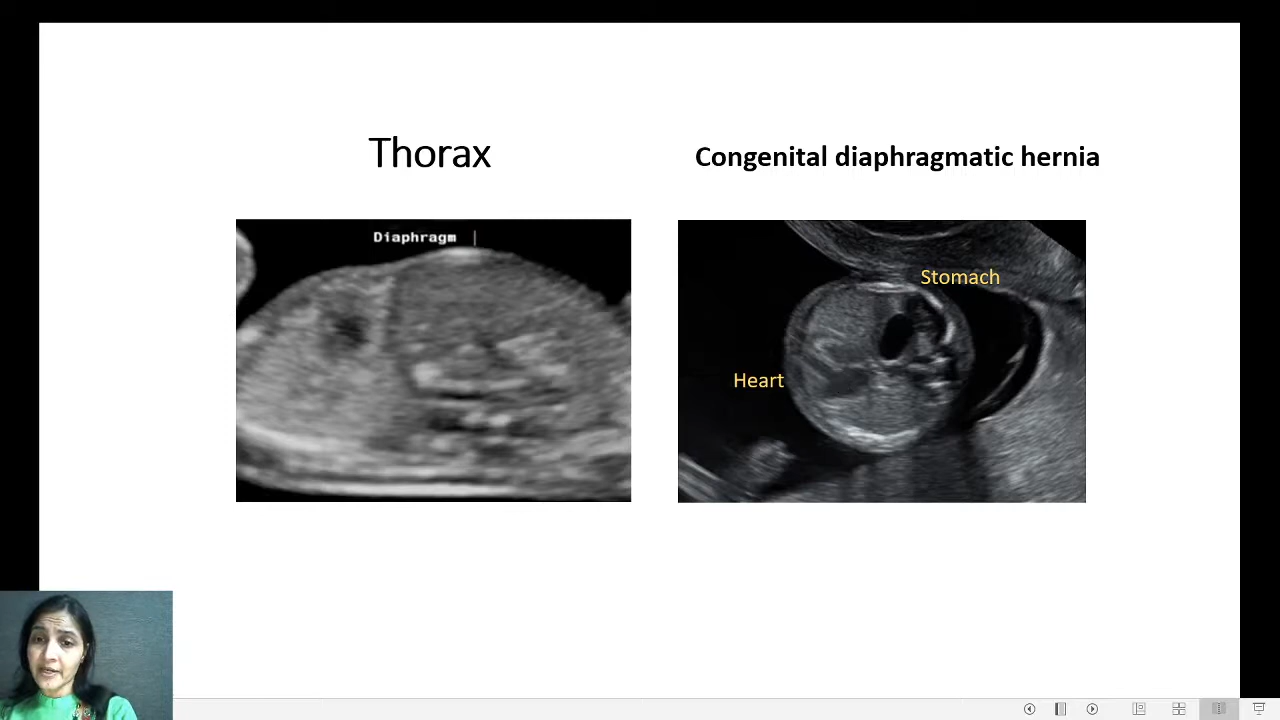 Thorax
Congenital diaphragmatic hernia
Diaphragm
Stomach
Heart